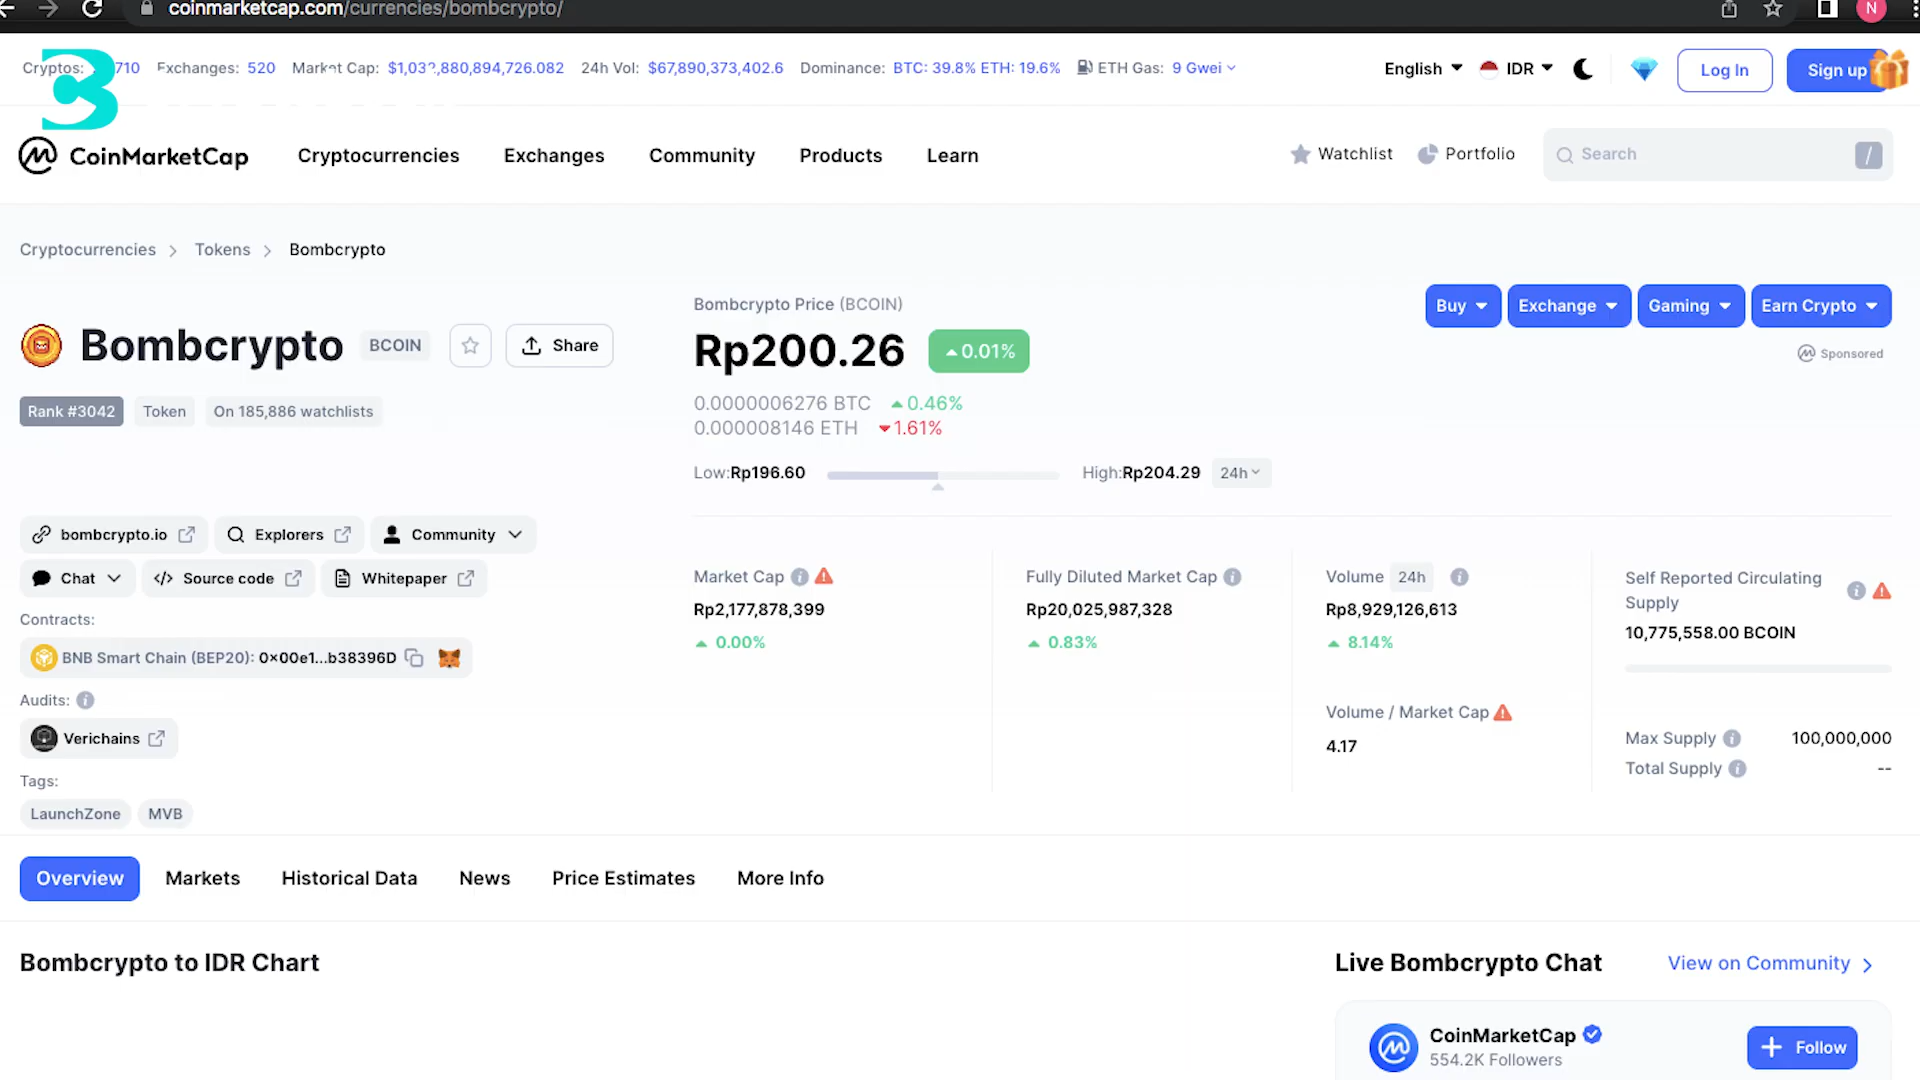 coinmarketcap.com/currencies/bombcrypto/
N
3
Cryptos: 710 Exchanges: 520 Market Cap: 24h Vol: $67,890,373,402.6 Dominance: BTC: 39.8% ETH: 19.6% ETH Gas: 9 Gwei English IDR Log In Sign up
CoinMarketCap Cryptocurrencies Exchanges Community Products Learn Watchlist Portfolio Search /
Cryptocurrencies > Tokens > Bombcrypto
Bombcrypto Price (BCOIN)
Buy Exchange Gaming Earn Crypto
Bombcrypto BCOIN Share
Rp200.26 0.01%
Sponsored
Rank #3042 Token On 185,886 watchlists
0.0000006276 BTC 0.46%
0.000008146 ETH 1.61%
Low:Rp196.60 High:Rp204.29 24h
bombcrypto.io Explorers Community
Chat Source code Whitepaper
Contracts:
BNB Smart Chain (BEP20): 0x00e1...b38396D
Audits:
Verichains
Tags:
LaunchZone MVB
Market Cap
Rp2,177,878,399
0.00%
Fully Diluted Market Cap
Rp20,025,987,328
0.83%
Volume 24h
Rp8,929,126,613
8.14%
Volume / Market Cap
4.17
Self Reported Circulating
Supply
10,775,558.00 BCOIN
Max Supply 100,000,000
Total Supply --
Overview Markets Historical Data News Price Estimates More Info
Bombcrypto to IDR Chart
Live Bombcrypto Chat View on Community
CoinMarketCap
554.2K Followers
+ Follow